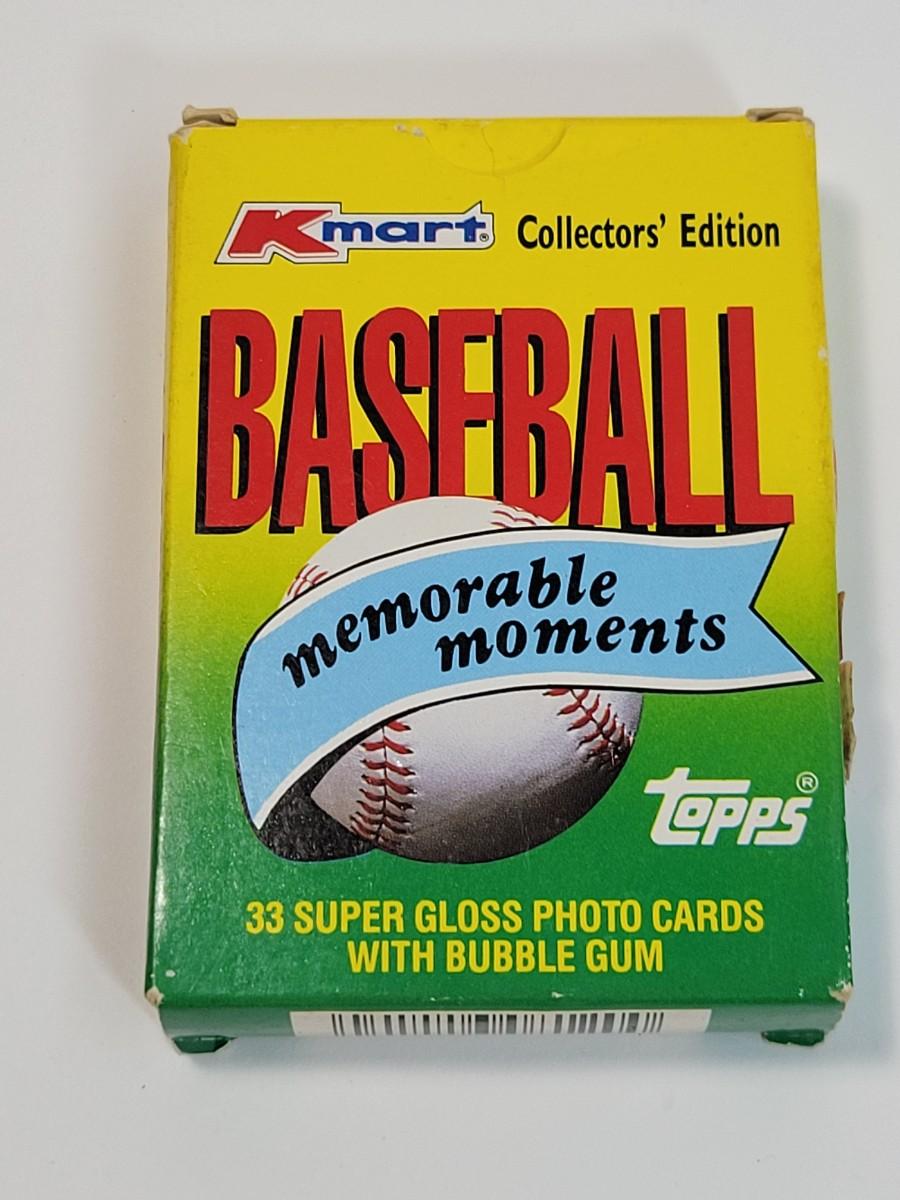 Kmart® Collectors' Edition
BASEBALL
memorable
moments
topps®
33 SUPER GLOSS PHOTO CARDS
WITH BUBBLE GUM